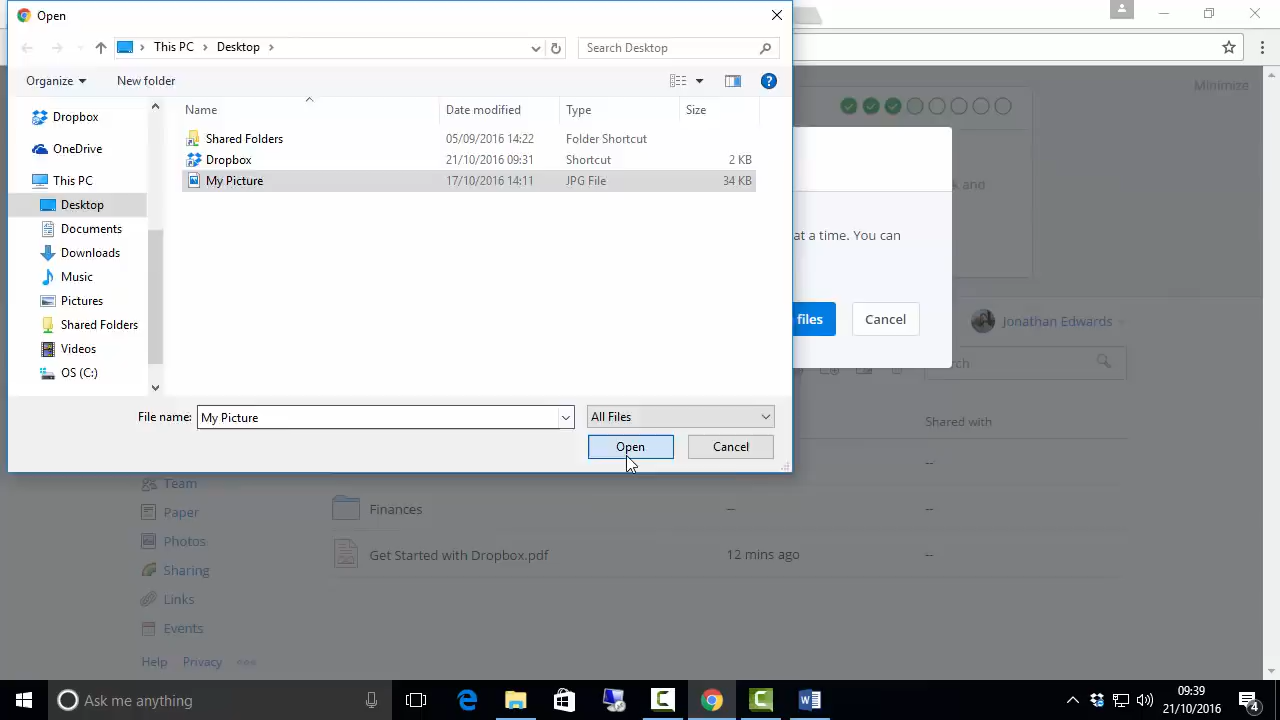 Open
This PC
Desktop
Search Desktop
Organize
New folder
Minimize
Name
Date modified
Type
Size
Dropbox
OneDrive
This PC
Desktop
Documents
Downloads
Music
Pictures
Shared Folders
Videos
OS (C:)
Shared Folders 05/09/2016 14:22 Folder Shortcut
Dropbox 21/10/2016 09:31 Shortcut 2 KB
My Picture 17/10/2016 14:11 JPG File 34 KB
and
at a time. You can
files
Cancel
Jonathan Edwards
File name: My Picture
All Files
Open
Cancel
Shared with
--
Team
Paper
Photos
Sharing
Links
Events
Finances -- --
Get Started with Dropbox.pdf 12 mins ago --
Help Privacy
Ask me anything
09:39
21/10/2016
4